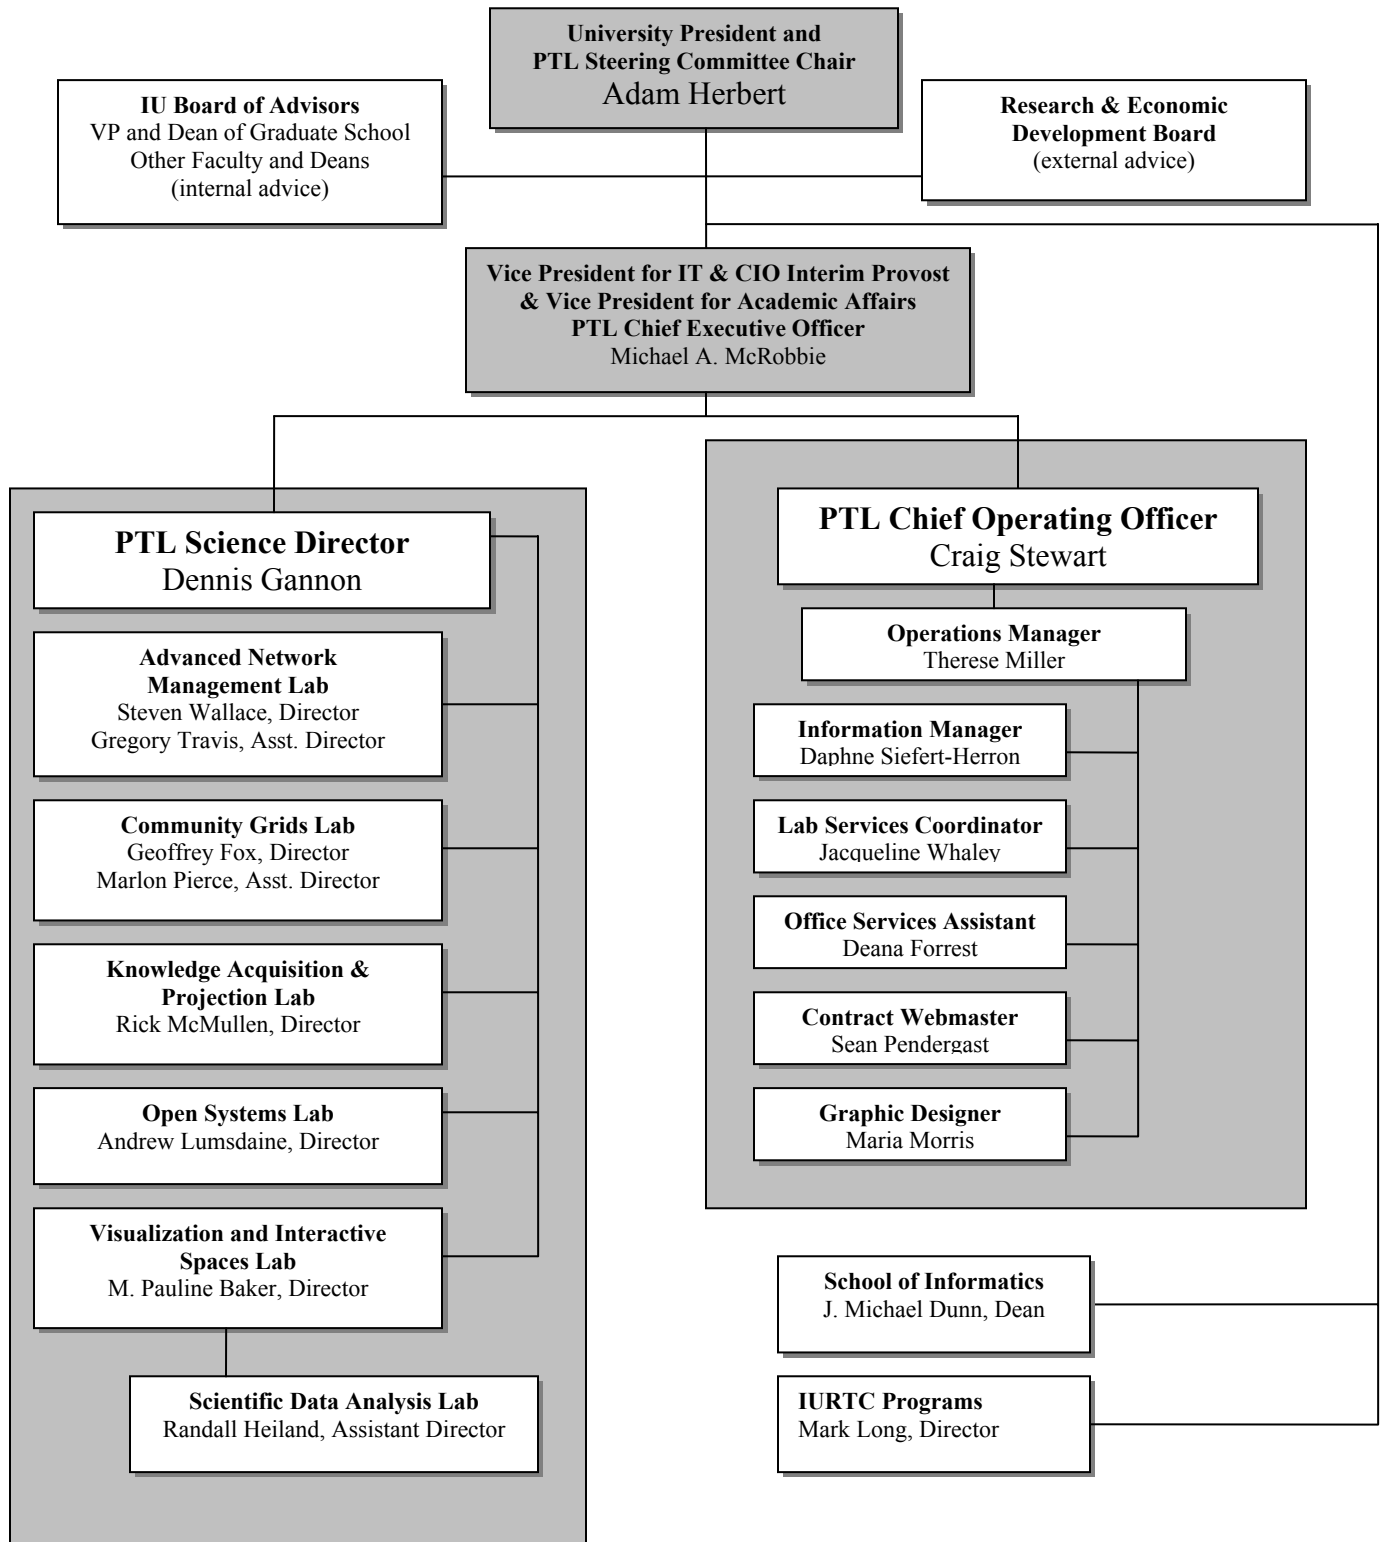 University President and
PTL Steering Committee Chair
Adam Herbert
IU Board of Advisors
VP and Dean of Graduate School
Other Faculty and Deans
(internal advice)
Research & Economic
Development Board
(external advice)
Vice President for IT & CIO Interim Provost
& Vice President for Academic Affairs
PTL Chief Executive Officer
Michael A. McRobbie
PTL Science Director
Dennis Gannon
Advanced Network
Management Lab
Steven Wallace, Director
Gregory Travis, Asst. Director
Community Grids Lab
Geoffrey Fox, Director
Marlon Pierce, Asst. Director
Knowledge Acquisition &
Projection Lab
Rick McMullen, Director
Open Systems Lab
Andrew Lumsdaine, Director
Visualization and Interactive
Spaces Lab
M. Pauline Baker, Director
Scientific Data Analysis Lab
Randall Heiland, Assistant Director
PTL Chief Operating Officer
Craig Stewart
Operations Manager
Therese Miller
Information Manager
Daphne Siefert-Herron
Lab Services Coordinator
Jacqueline Whaley
Office Services Assistant
Deana Forrest
Contract Webmaster
Sean Pendergast
Graphic Designer
Maria Morris
School of Informatics
J. Michael Dunn, Dean
IURTC Programs
Mark Long, Director